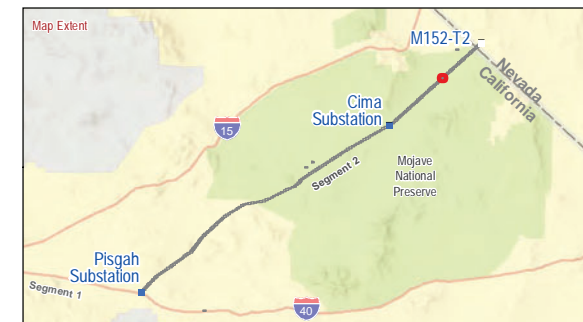 Map Extent
M152-T2
Nevada
California
Cima
Substation
15
Segment 2
Mojave
National
Preserve
Pisgah
Substation
Segment 1
40